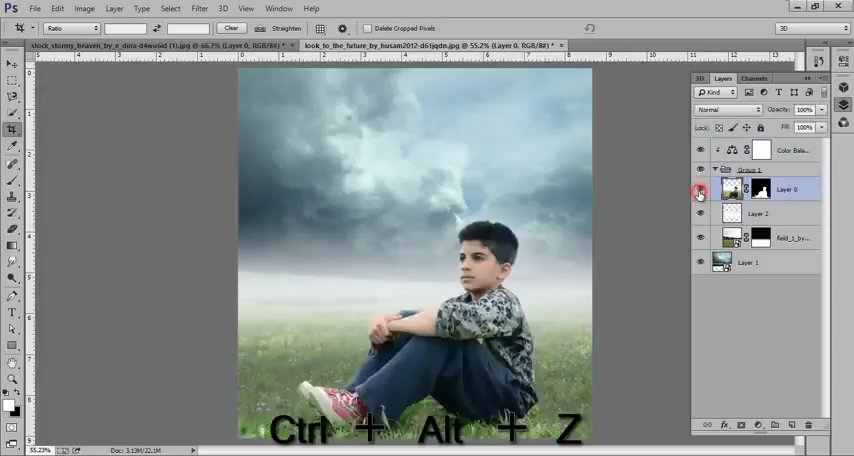 Ps File Edit Image Layer Type Select Filter 3D View Window Help
Ratio Clear Straighten Delete Cropped Pixels 3D
stock_stormy_heaven_by_e_dina-d4wu6id (1).jpg @ 66.7% (Layer 0, RGB/8#) * × look_to_the_future_by_husam2012-d61jqdn.jpg @ 55.2% (Layer 0, RGB/8#) * ×
3D Layers Channels
Kind
Normal Opacity: 100%
Lock: Fill: 100%
Color Bala...
Group 1
Layer 0
Layer 2
field_1_by...
Layer 1
Ctrl + Alt + Z
55.23% Doc: 3.13M/22.1M